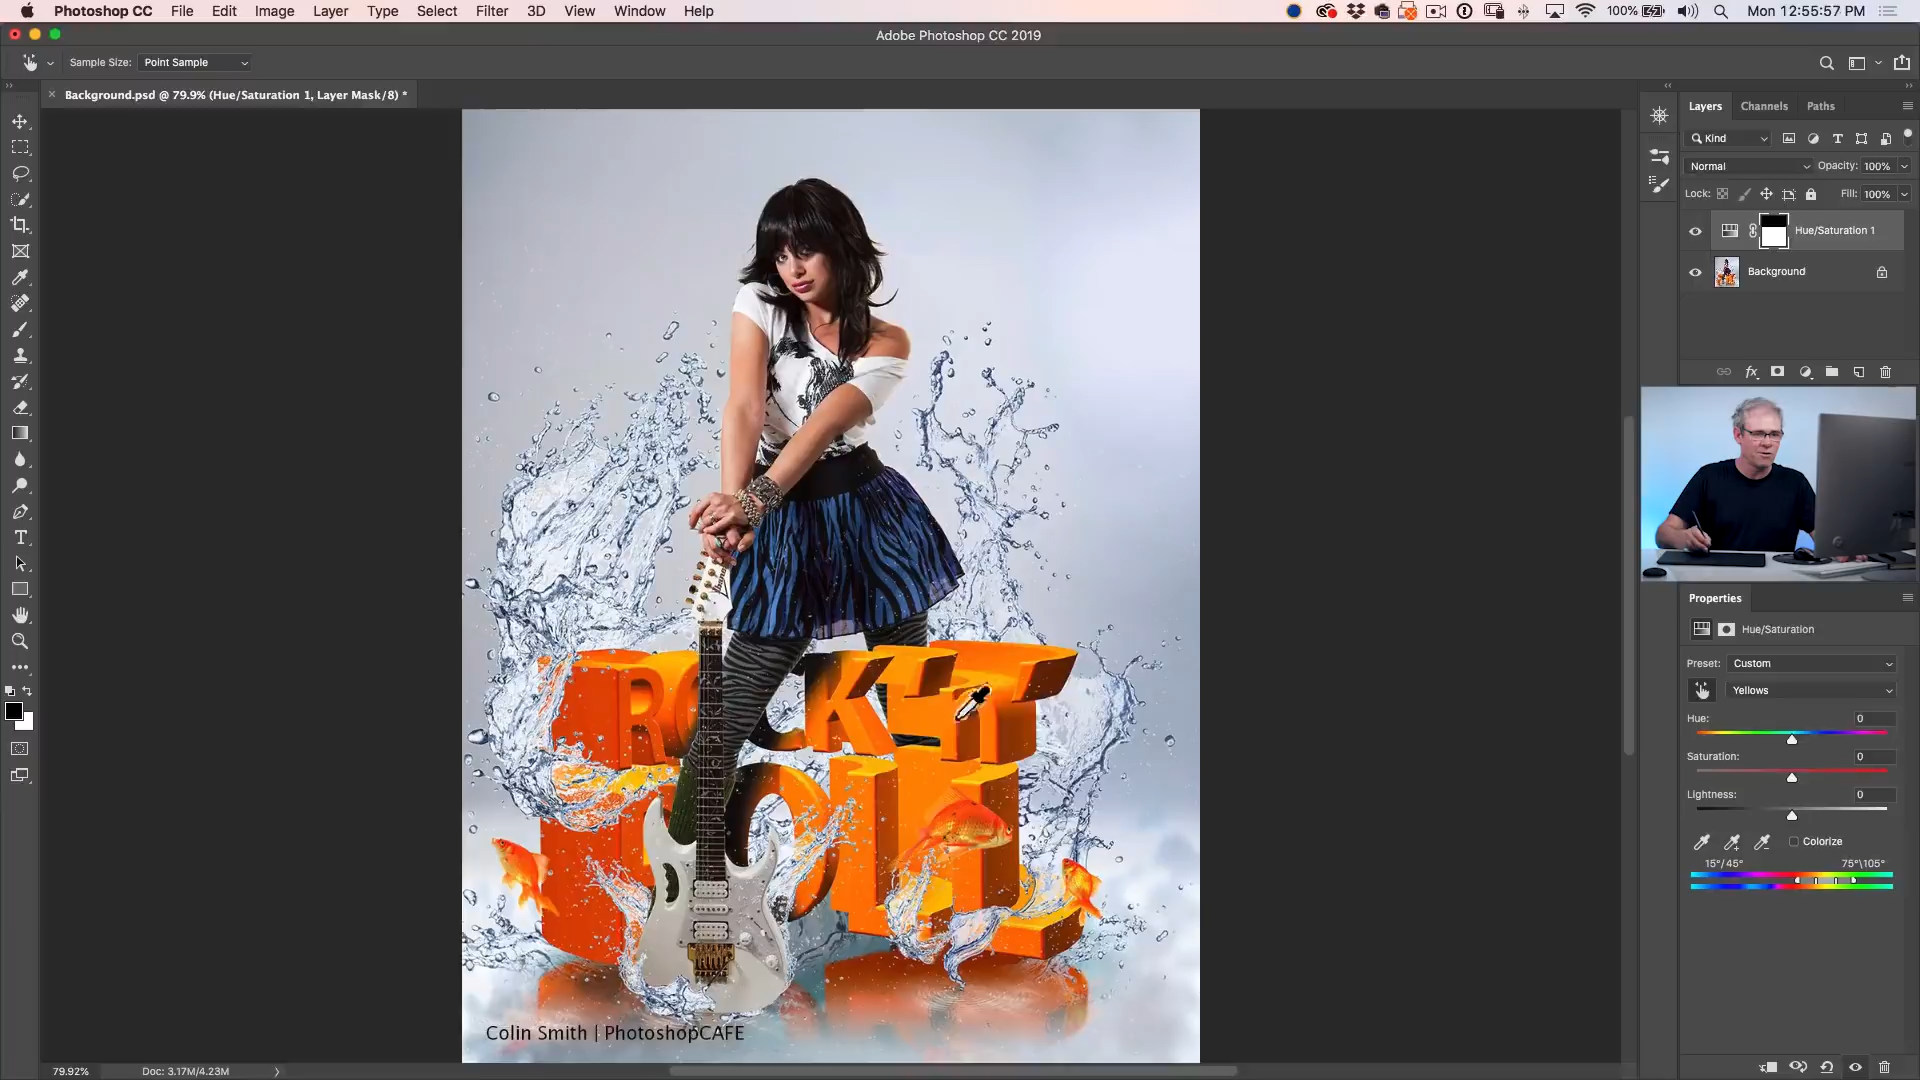 Photoshop CC File Edit Image Layer Type Select Filter 3D View Window Help 100% Mon 12:55:57 PM
Adobe Photoshop CC 2019
Sample Size: Point Sample
Background.psd @ 79.9% (Hue/Saturation 1, Layer Mask/8) *
Layers Channels Paths
Kind
Normal Opacity: 100%
Lock: Fill: 100%
Hue/Saturation 1
Background
ROCK IT
ROLL
Colin Smith | PhotoshopCAFE
Properties
Hue/Saturation
Preset: Custom
Yellows
Hue: 0
Saturation: 0
Lightness: 0
Colorize
15°/45° 75°\105°
79.92% Doc: 3.17M/4.23M